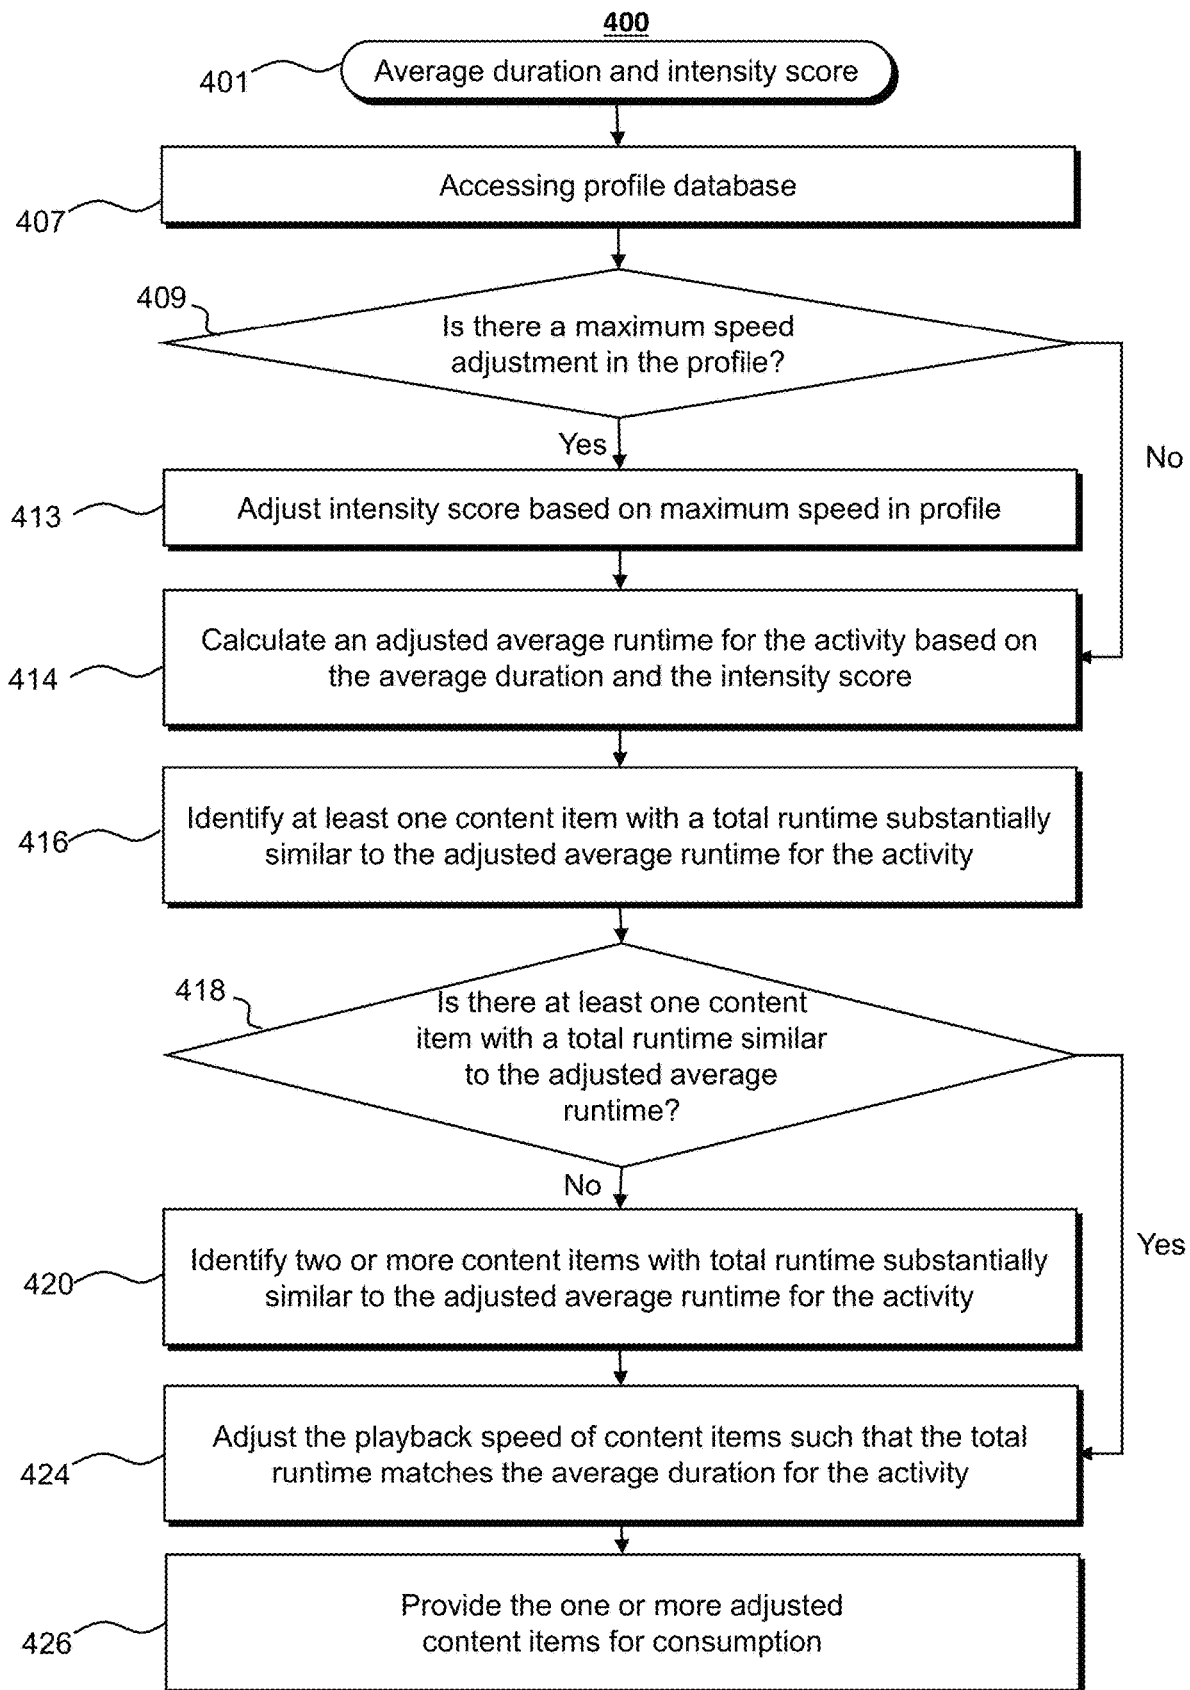 400
401
Average duration and intensity score
Accessing profile database
407
409
Is there a maximum speed
adjustment in the profile?
Yes
No
413
Adjust intensity score based on maximum speed in profile
Calculate an adjusted average runtime for the activity based on
the average duration and the intensity score
414
Identify at least one content item with a total runtime substantially
similar to the adjusted average runtime for the activity
416
418
Is there at least one content
item with a total runtime similar
to the adjusted average
runtime?
No
Yes
Identify two or more content items with total runtime substantially
similar to the adjusted average runtime for the activity
420
Adjust the playback speed of content items such that the total
runtime matches the average duration for the activity
424
Provide the one or more adjusted
content items for consumption
426